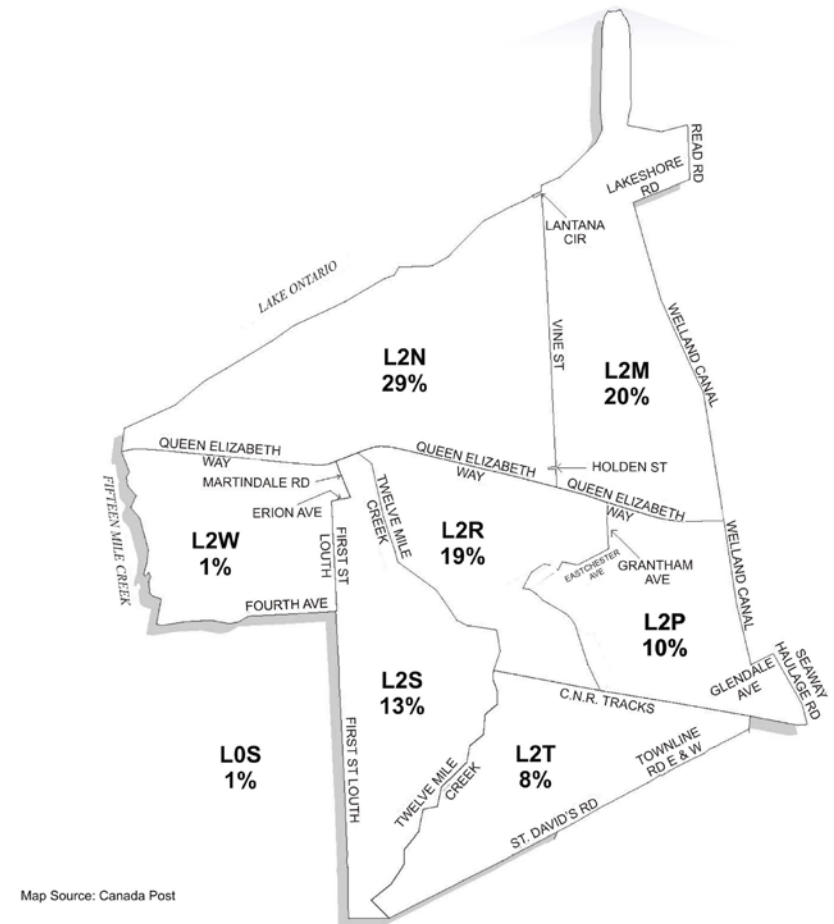 READ RD
LAKESHORE
RD
LANTANA
CIR
LAKE ONTARIO
VINE ST
L2N
29%
L2M
20%
WELLAND CANAL
QUEEN ELIZABETH
WAY
QUEEN ELIZABETH
WAY
HOLDEN ST
MARTINDALE RD
QUEEN ELIZABETH
WAY
FIFTEEN MILE CREEK
ERION AVE
TWELVE MILE
CREEK
L2W
1%
FIRST ST
LOUTH
L2R
19%
EASTCHESTER
AVE
GRANTHAM
AVE
WELLAND CANAL
FOURTH AVE
L2P
10%
SEAWAY
HAULAGE RD
GLENDALE
AVE
L2S
13%
C.N.R. TRACKS
L0S
1%
FIRST ST LOUTH
L2T
8%
TOWNLINE
RD E & W
TWELVE MILE
CREEK
ST. DAVID'S RD
Map Source: Canada Post